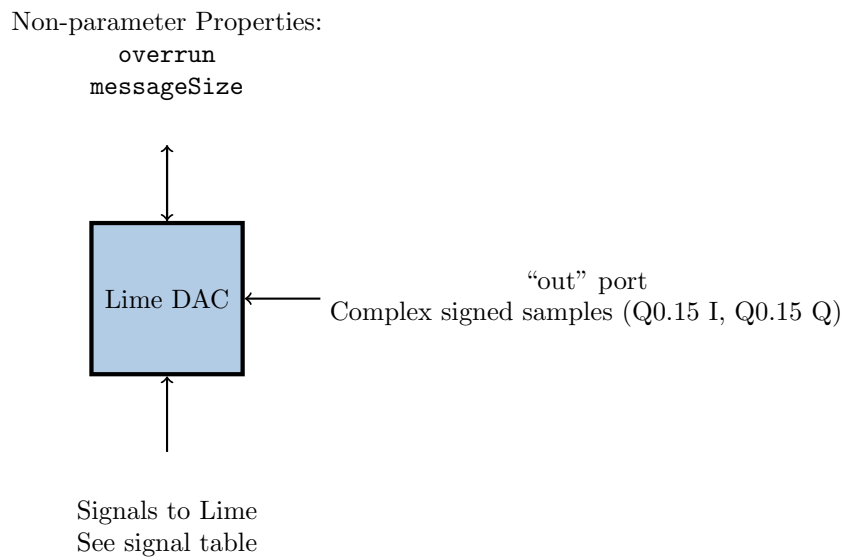 Non-parameter Properties:
overrun
messageSize
Lime DAC
“out” port
Complex signed samples (Q0.15 I, Q0.15 Q)
Signals to Lime
See signal table